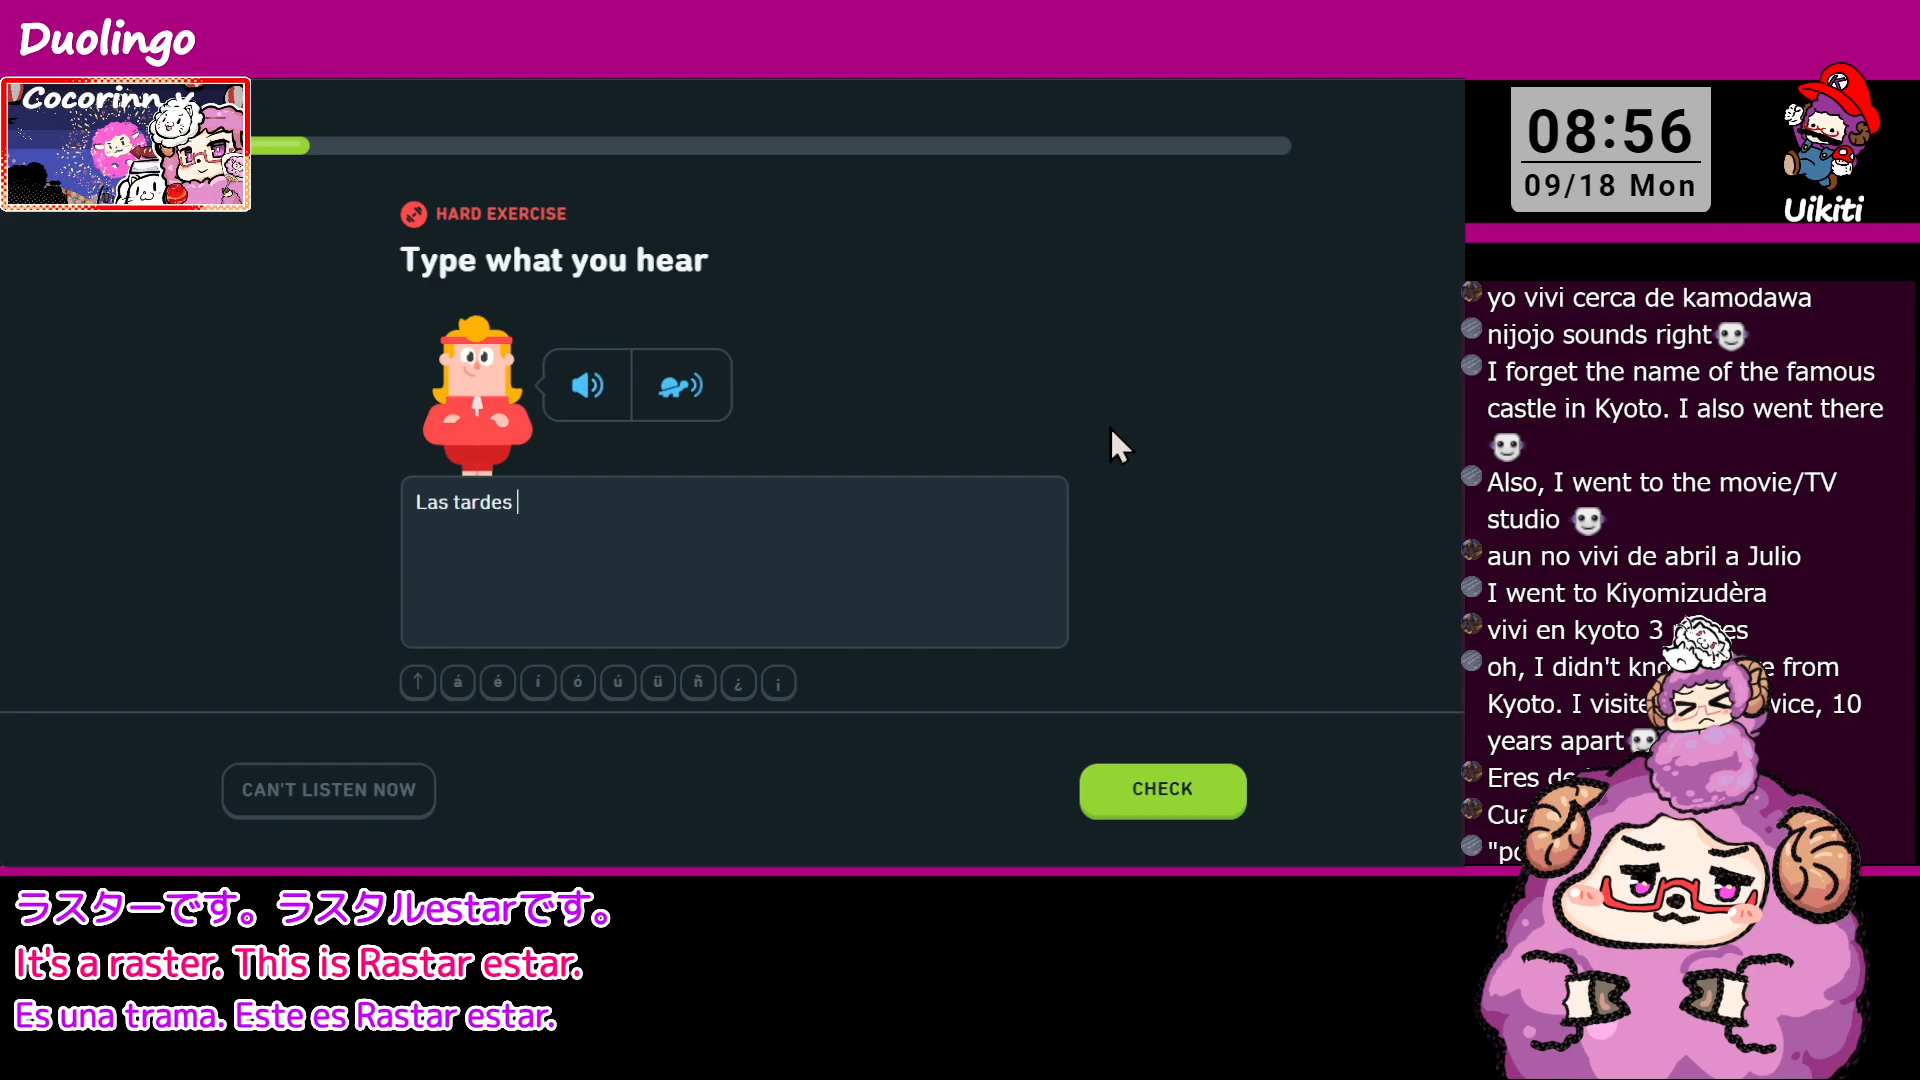 Duolingo
Cocorinn
HARD EXERCISE
Type what you hear
Las tardes
á é í ó ú ü ñ ¿ ¡
CAN'T LISTEN NOW
CHECK
08:56
09/18 Mon
Uikiti
yo vivi cerca de kamodawa
nijojo sounds right
I forget the name of the famous
castle in Kyoto. I also went there
Also, I went to the movie/TV
studio
aun no vivi de abril a Julio
I went to Kiyomizudèra
vivi en kyoto 3
oh, I didn't from
Kyoto. I 10
years apart
Eres
ラスターです。ラスタルestarです。
It's a raster. This is Rastar estar.
Es una trama. Este es Rastar estar.